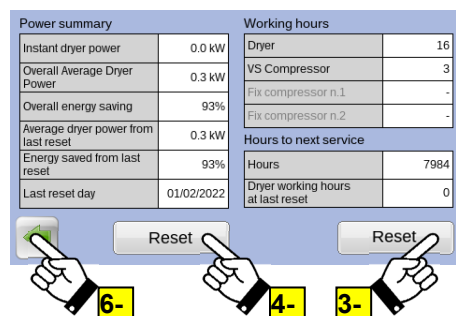 Power summary
Instant dryer power 0.0 kW
Overall Average Dryer
Power 0.3 kW
Overall energy saving 93%
Average dryer power from
last reset 0.3 kW
Energy saved from last
reset 93%
Last reset day 01/02/2022
Working hours
Dryer 16
VS Compressor 3
Fix compressor n.1 -
Fix compressor n.2 -
Hours to next service
Hours 7984
Dryer working hours
at last reset 0
Reset
Reset
6-
4-
3-